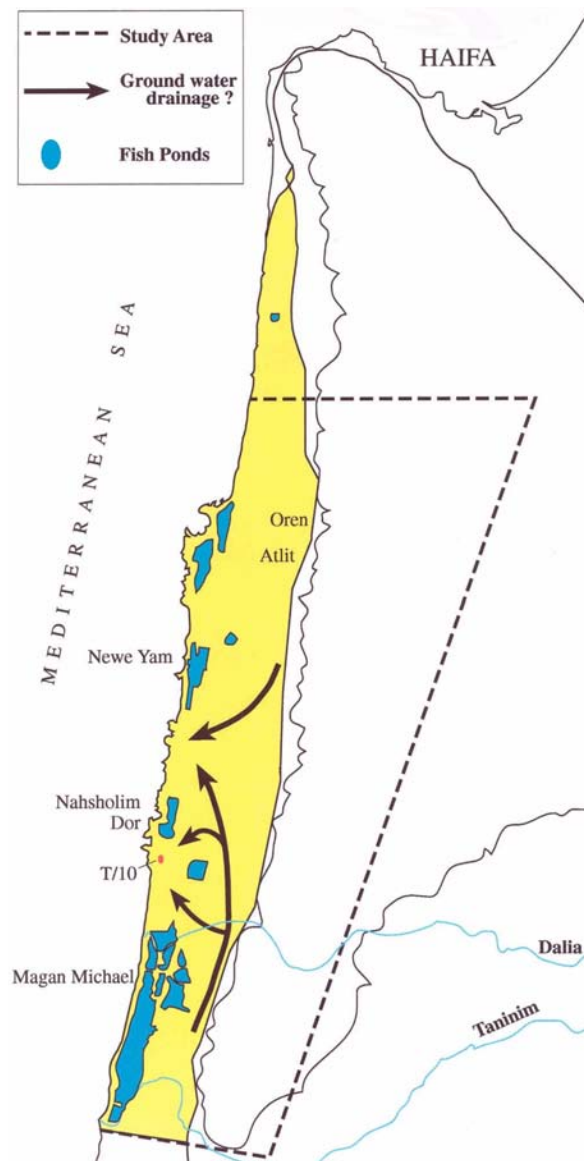 Study Area
Ground water
drainage ?
Fish Ponds
HAIFA
MEDITERRANEAN SEA
Oren
Atlit
Newe Yam
Nahsholim
Dor
T/10
Magan Michael
Dalia
Taninim